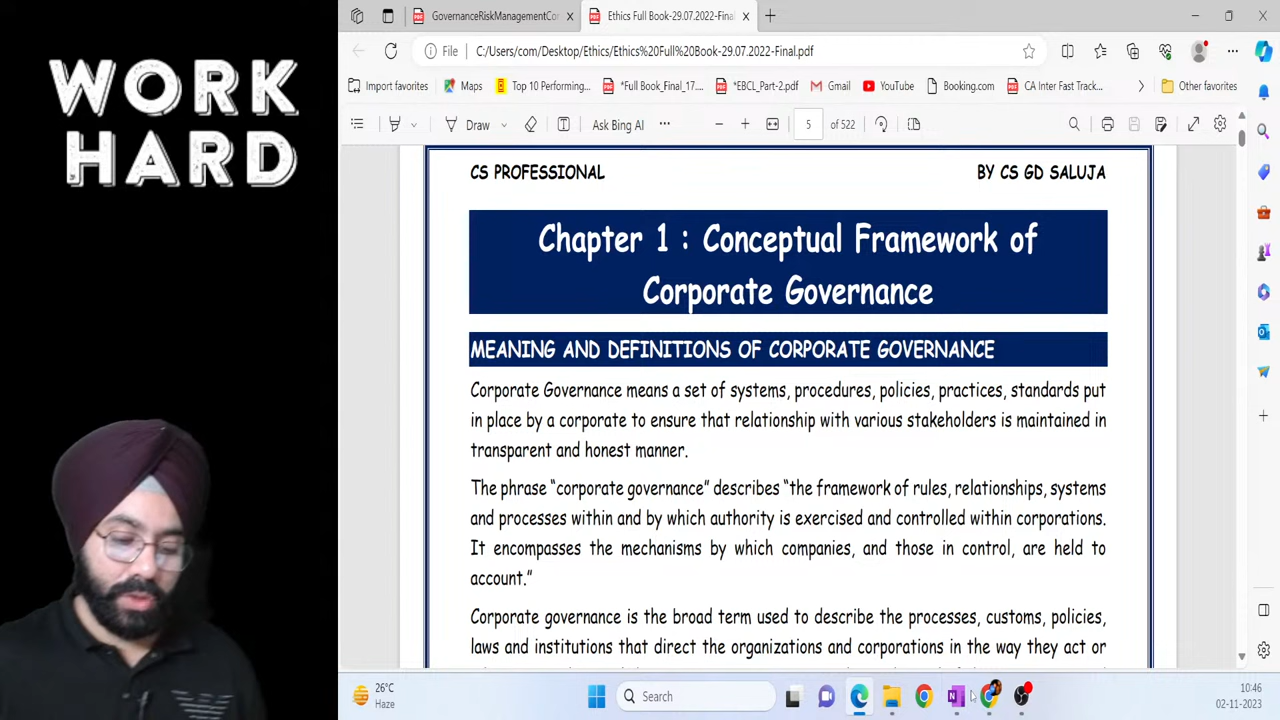 WORK
HARD
GovernanceRiskManagementCo
Ethics Full Book-29.07.2022-Fina
File
C:/Users/com/Desktop/Ethics/Ethics%20Full%20Book-29.07.2022-Final.pdf
Import favorites
Maps
Top 10 Performing...
*Full Book_Final_17....
*EBCL_Part-2.pdf
Gmail
YouTube
Booking.com
CA Inter Fast Track...
Other favorites
Draw
Ask Bing AI
5
of 522
CS PROFESSIONAL
BY CS GD SALUJA
Chapter 1 : Conceptual Framework of
Corporate Governance
MEANING AND DEFINITIONS OF CORPORATE GOVERNANCE
Corporate Governance means a set of systems, procedures, policies, practices, standards put
in place by a corporate to ensure that relationship with various stakeholders is maintained in
transparent and honest manner.
The phrase “corporate governance” describes “the framework of rules, relationships, systems
and processes within and by which authority is exercised and controlled within corporations.
It encompasses the mechanisms by which companies, and those in control, are held to
account.”
Corporate governance is the broad term used to describe the processes, customs, policies,
laws and institutions that direct the organizations and corporations in the way they act or
26°C
Haze
Search
10:46
02-11-2023